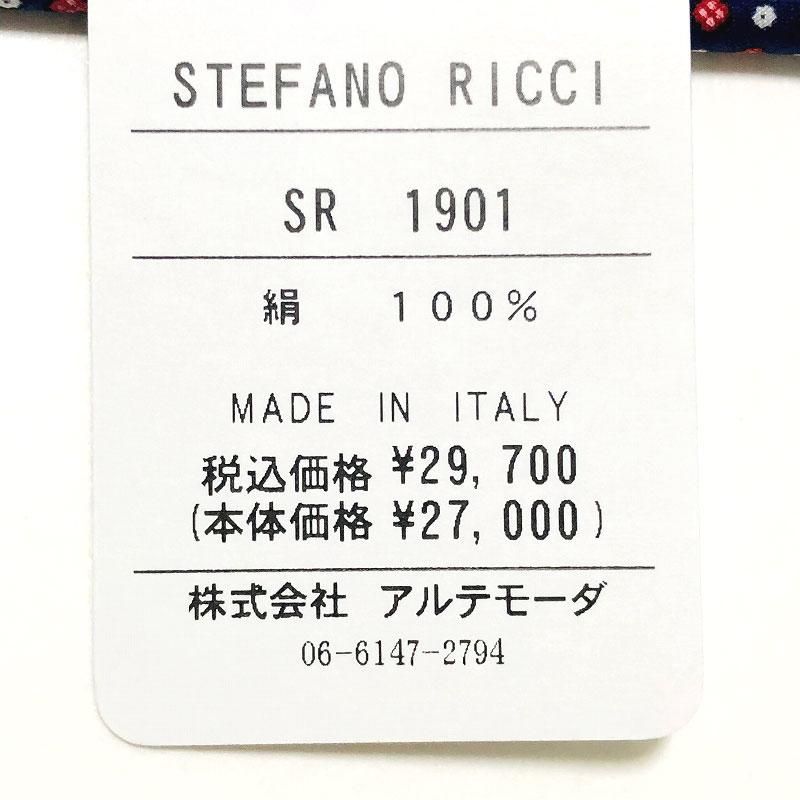 STEFANO RICCI
SR 1901
絹 100%
MADE IN ITALY
税込価格 ¥29,700
(本体価格 ¥27,000)
株式会社 アルテモーダ
06-6147-2794